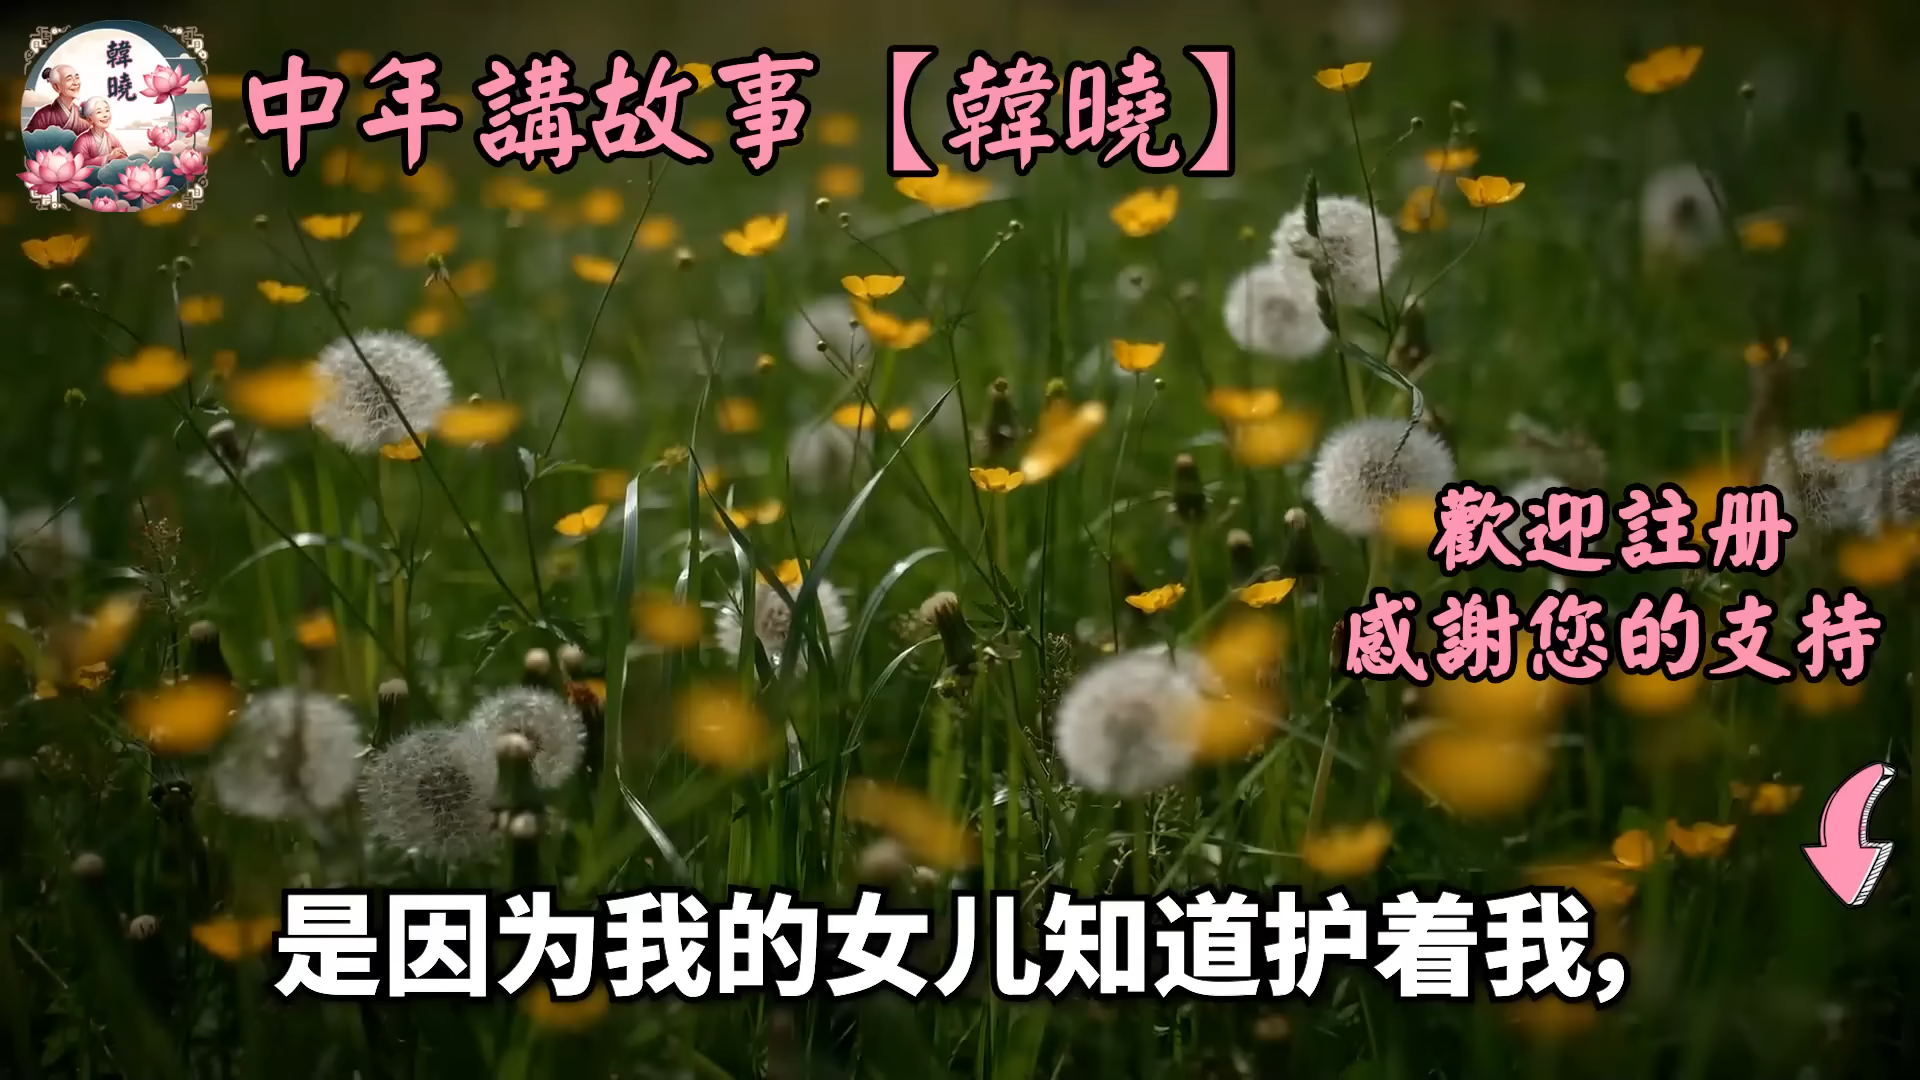 韓
曉
中年講故事【韓曉】
歡迎註册
感謝您的支持
是因为我的女儿知道护着我,